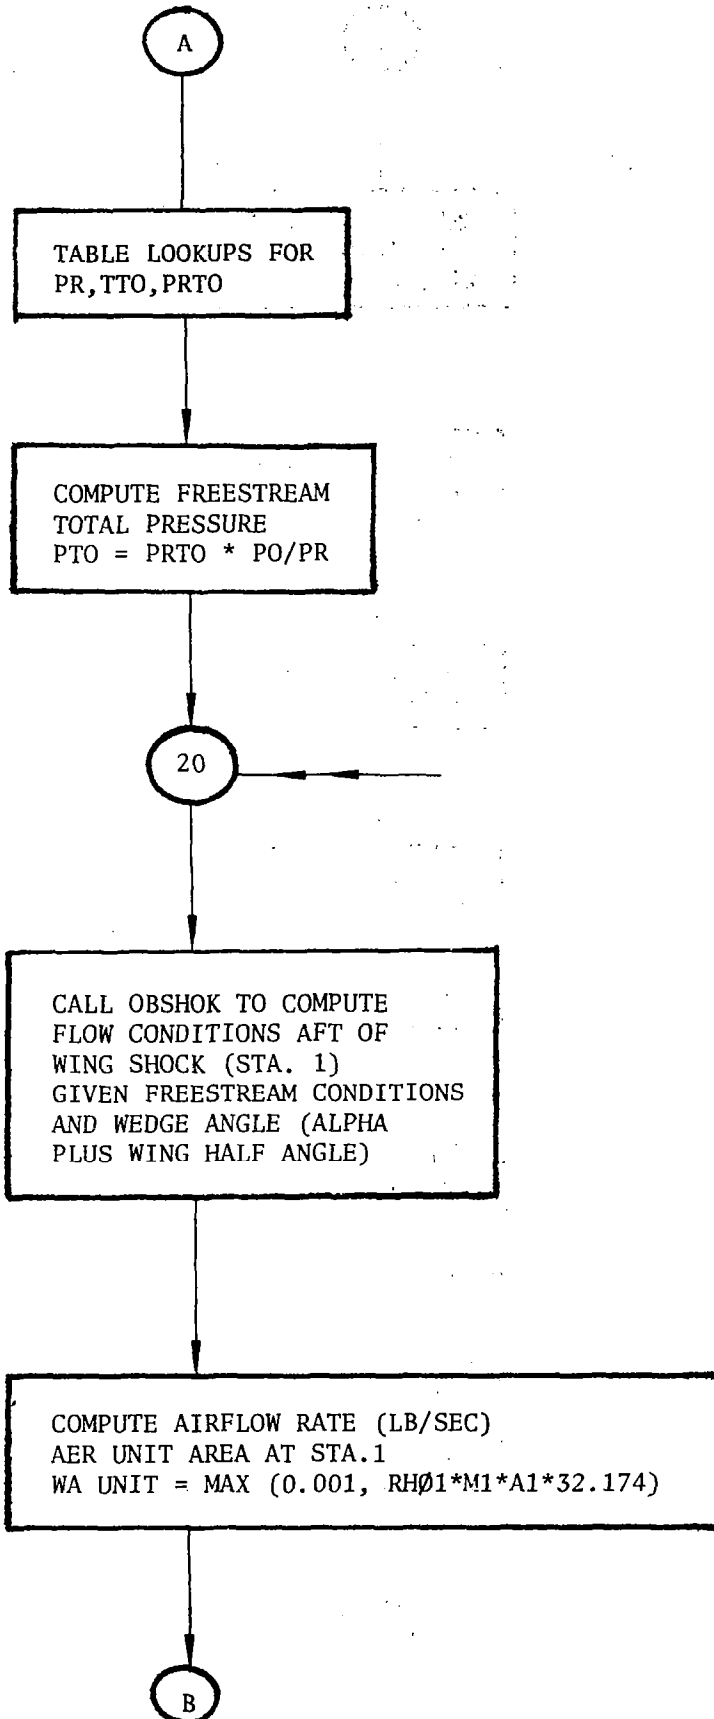 A
TABLE LOOKUPS FOR
PR,TTO,PRTO
COMPUTE FREESTREAM
TOTAL PRESSURE
PTO = PRTO * PO/PR
20
CALL OBSHOK TO COMPUTE
FLOW CONDITIONS AFT OF
WING SHOCK (STA. 1)
GIVEN FREESTREAM CONDITIONS
AND WEDGE ANGLE (ALPHA
PLUS WING HALF ANGLE)
COMPUTE AIRFLOW RATE (LB/SEC)
AER UNIT AREA AT STA.1
WA UNIT = MAX (0.001, RHØ1*M1*A1*32.174)
B